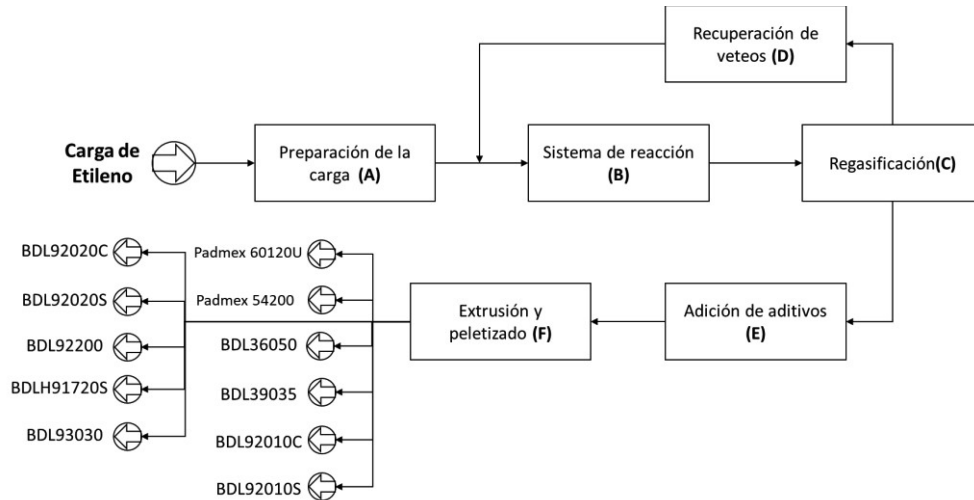 Recuperación de
veteos (D)
Carga de
Etileno
Preparación de la
carga (A)
Sistema de reacción
(B)
Regasificación(C)
BDL92020C
BDL92020S
BDL92200
BDLH91720S
BDL93030
Padmex 60120U
Padmex 54200
BDL36050
BDL39035
BDL92010C
BDL92010S
Extrusión y
peletizado (F)
Adición de aditivos
(E)